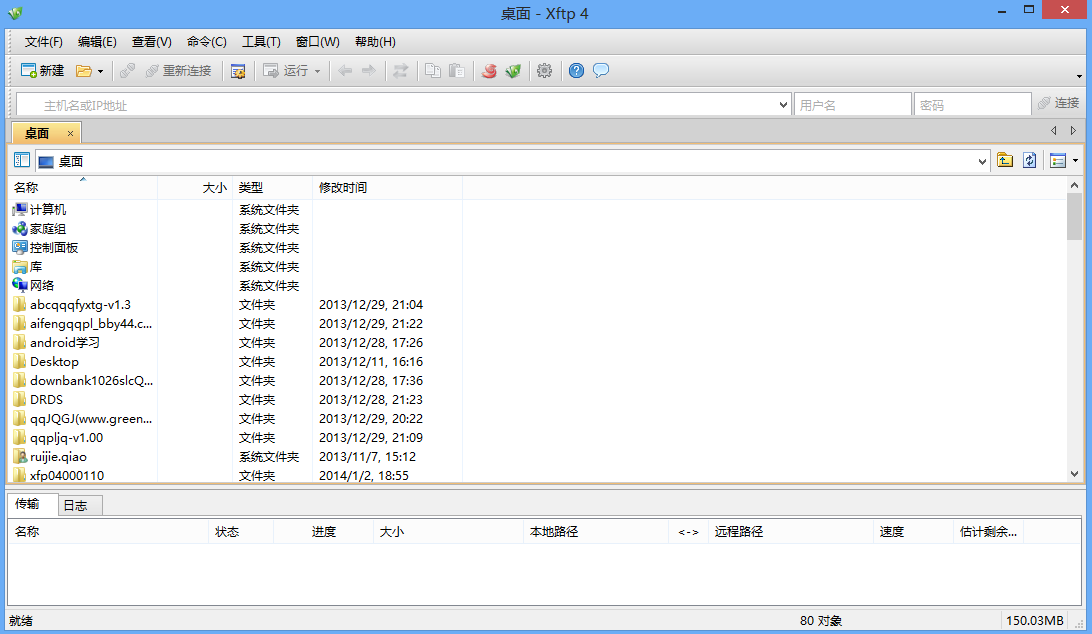 桌面 - Xftp 4
文件(F) 编辑(E) 查看(V) 命令(C) 工具(T) 窗口(W) 帮助(H)
新建 重新连接 运行
主机名或IP地址 用户名 密码 连接
桌面 ×
桌面
名称 大小 类型 修改时间
计算机 系统文件夹
家庭组 系统文件夹
控制面板 系统文件夹
库 系统文件夹
网络 系统文件夹
abcqqqfyxtg-v1.3 文件夹 2013/12/29, 21:04
aifengqqpl_bby44.c... 文件夹 2013/12/29, 21:22
android学习 文件夹 2013/12/28, 17:26
Desktop 文件夹 2013/12/11, 16:16
downbank1026slcQ... 文件夹 2013/12/28, 17:36
DRDS 文件夹 2013/12/28, 21:23
qqJQGJ(www.green... 文件夹 2013/12/29, 20:22
qqpljq-v1.00 文件夹 2013/12/29, 21:09
ruijie.qiao 系统文件夹 2013/11/7, 15:12
xfp04000110 文件夹 2014/1/2, 18:55
传输 日志
名称 状态 进度 大小 本地路径 <-> 远程路径 速度 估计剩余...
就绪 80 对象 150.03MB